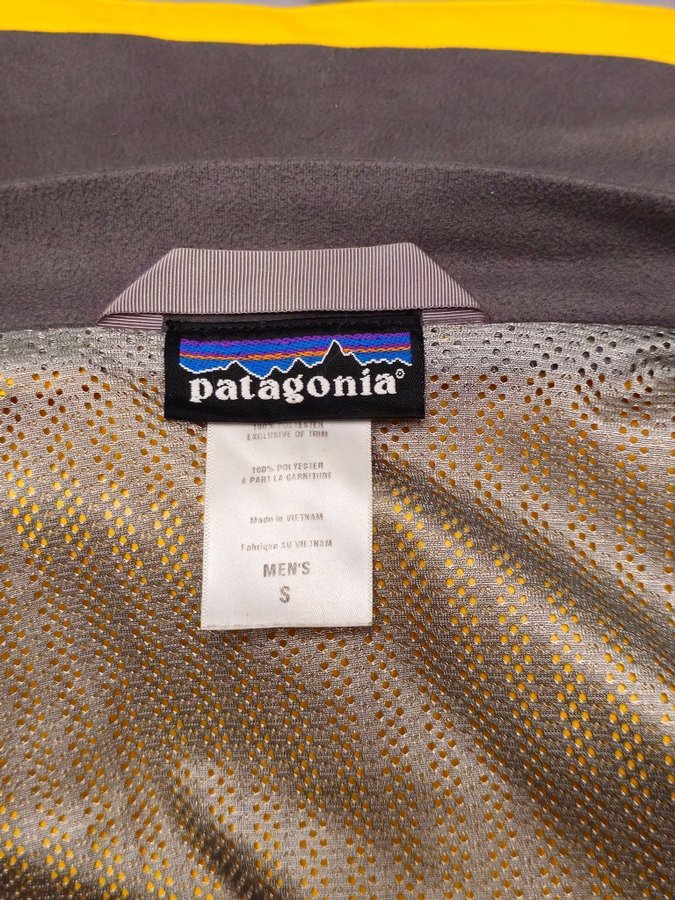 patagonia®
100% POLYESTER
EXCLUSIVE OF TRIM
100% POLYESTER
A PART LA GARNITURE
Made in VIETNAM
Fabriqué AU VIETNAM
MEN'S
S